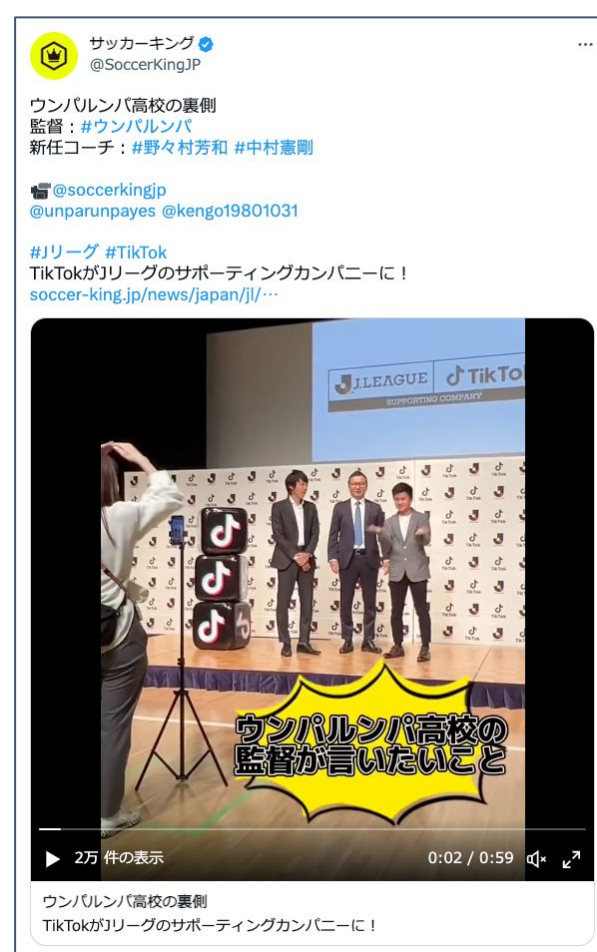 サッカーキング
@SoccerKingJP
ウンパルンパ高校の裏側
監督：#ウンパルンパ
新任コーチ：#野々村芳和 #中村憲剛
@soccerkingjp
@unparunpayes @kengo19801031
#Jリーグ #TikTok
TikTokがJリーグのサポーティングカンパニーに！
soccer-king.jp/news/japan/jl/…
J.LEAGUE TikTo
SUPPORTING COMPANY
ウンパルンパ高校の
監督が言いたいこと
2万 件の表示
0:02 / 0:59
ウンパルンパ高校の裏側
TikTokがJリーグのサポーティングカンパニーに！